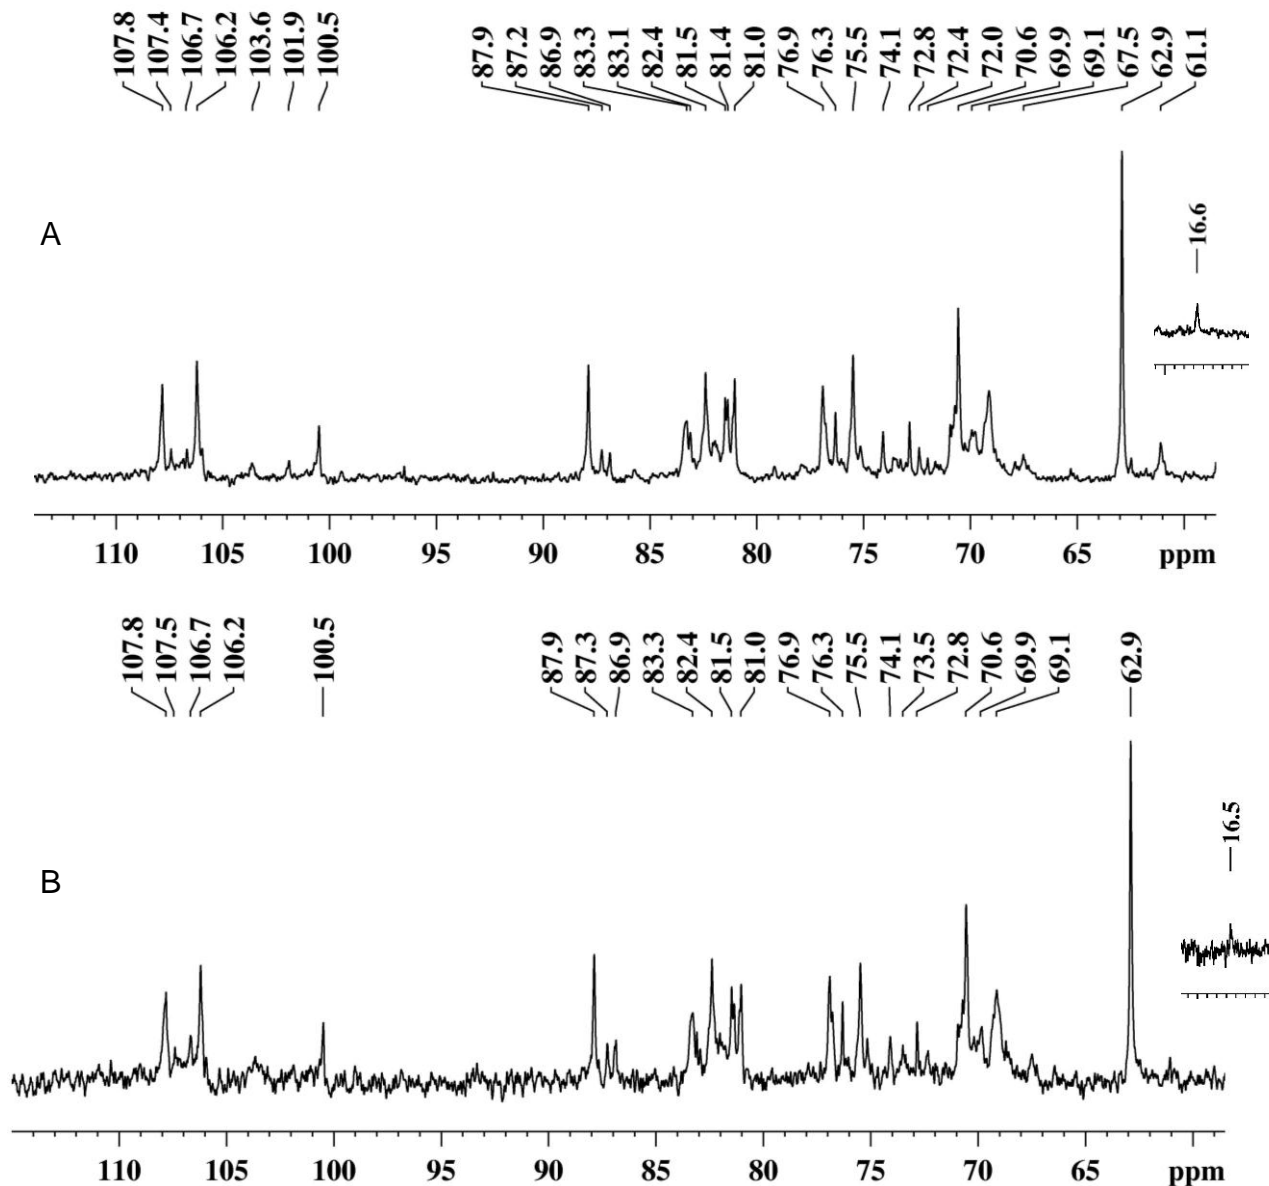 107.8 107.4 106.7 106.2 103.6 101.9 100.5 87.9 87.2 86.9 83.3 83.1 82.4 81.5 81.4 81.0 76.9 76.3 75.5 74.1 72.8 72.4 72.0 70.6 69.9 69.1 67.5 62.9 61.1
A
16.6
110 105 100 95 90 85 80 75 70 65 ppm
107.8 107.5 106.7 106.2 100.5 87.9 87.3 86.9 83.3 82.4 81.5 81.0 76.9 76.3 75.5 74.1 73.5 72.8 70.6 69.9 69.1 62.9
B
16.5
110 105 100 95 90 85 80 75 70 65 ppm